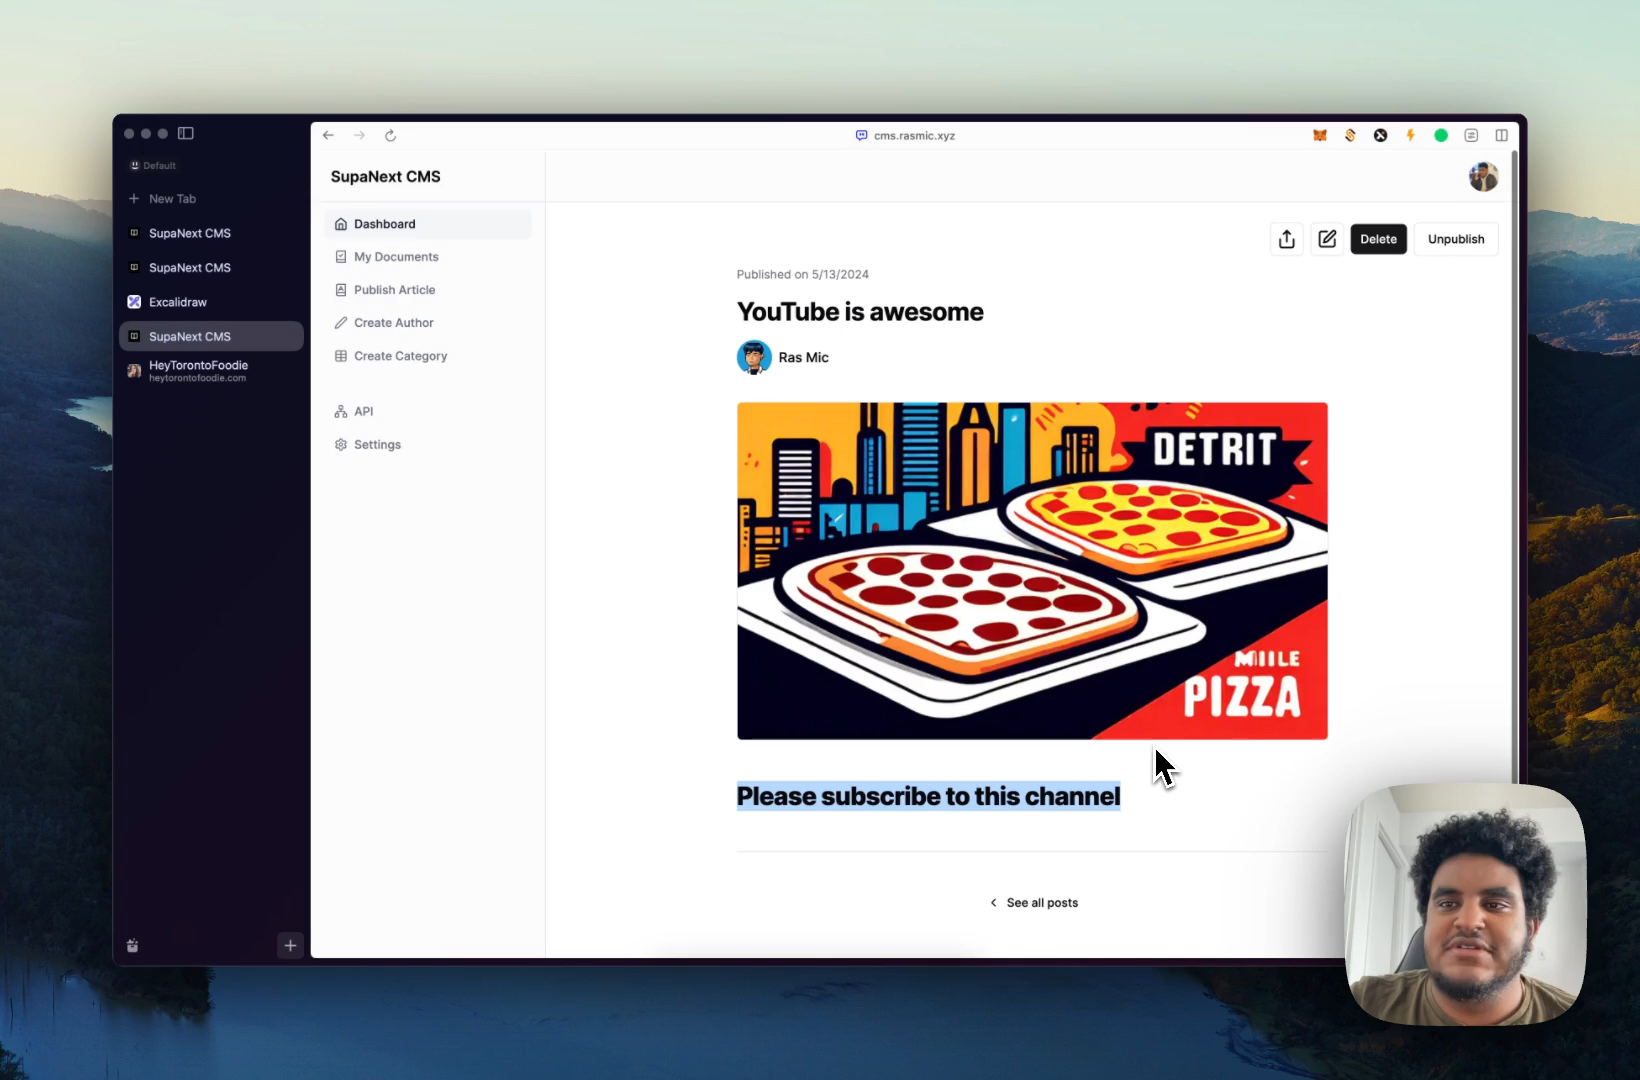 Default
New Tab
SupaNext CMS
SupaNext CMS
Excalidraw
SupaNext CMS
HeyTorontoFoodie
heytorontofoodie.com
cms.rasmic.xyz
SupaNext CMS
Dashboard
My Documents
Publish Article
Create Author
Create Category
API
Settings
Delete
Unpublish
Published on 5/13/2024
YouTube is awesome
Ras Mic
DETRIT
MIILE
PIZZA
Please subscribe to this channel
See all posts